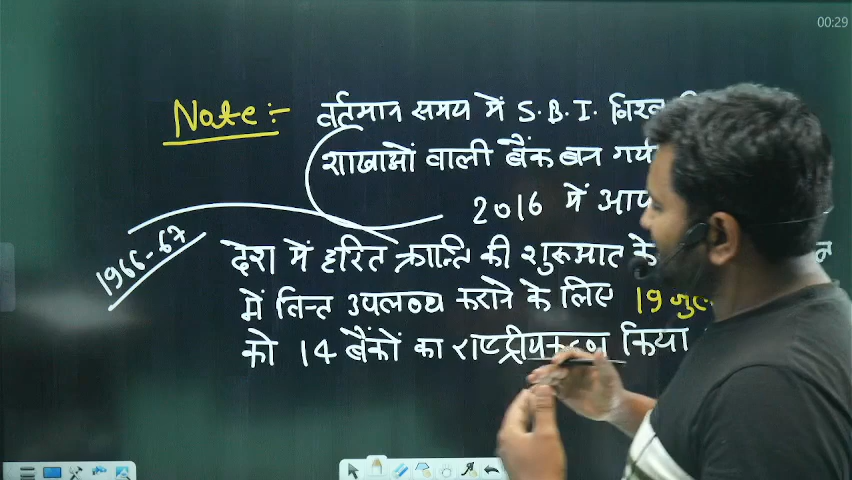 00:29
Note:- वर्तमान समय में S.B.I. विश्व
शाखाओं वाली बैंक बन गयी
2016 में
1966-67
देश में हरित क्रान्ति की शुरूआत के
में वित्त उपलब्ध कराने के लिए 19
को 14 बैंकों का राष्ट्रीयकरण किया